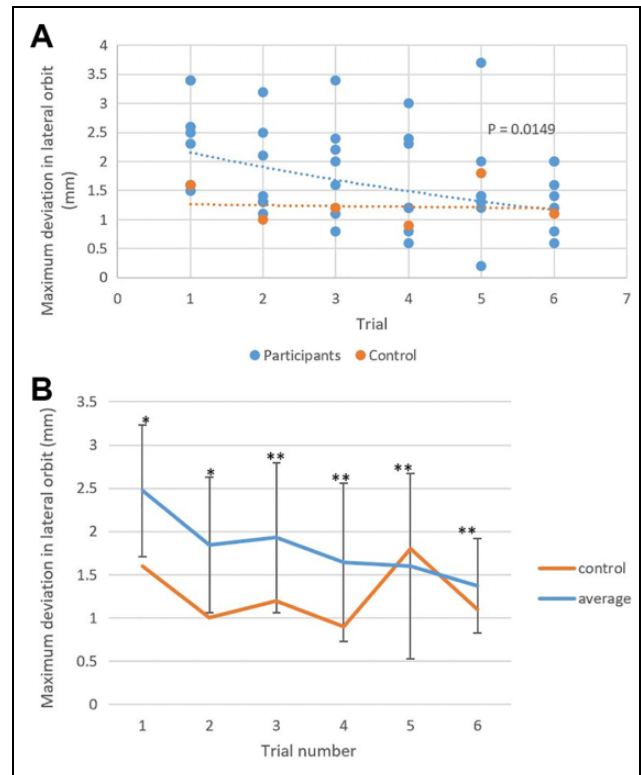 A
4
3.5
3
2.5
2
1.5
1
0.5
0
Maximum deviation in lateral orbit
(mm)
P = 0.0149
0 1 2 3 4 5 6 7
Trial
Participants Control
B
3.5
3
2.5
2
1.5
1
0.5
0
Maximum deviation in lateral orbit (mm)
* * ** ** ** **
control
average
1 2 3 4 5 6
Trial number